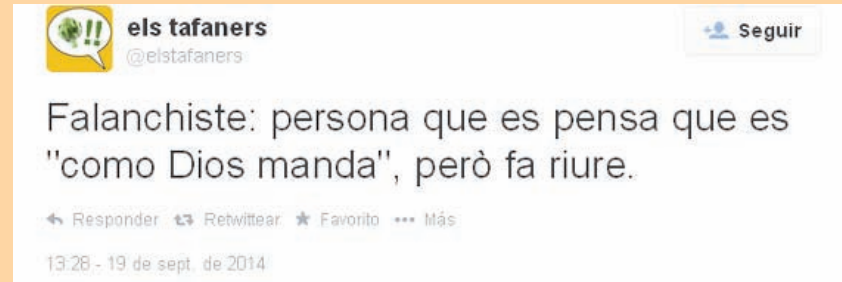 els tafaners
@elstafaners
Seguir
Falanchiste: persona que es pensa que es
"como Dios manda", però fa riure.
Responder Retwittear Favorito Más
13:28 - 19 de sept. de 2014